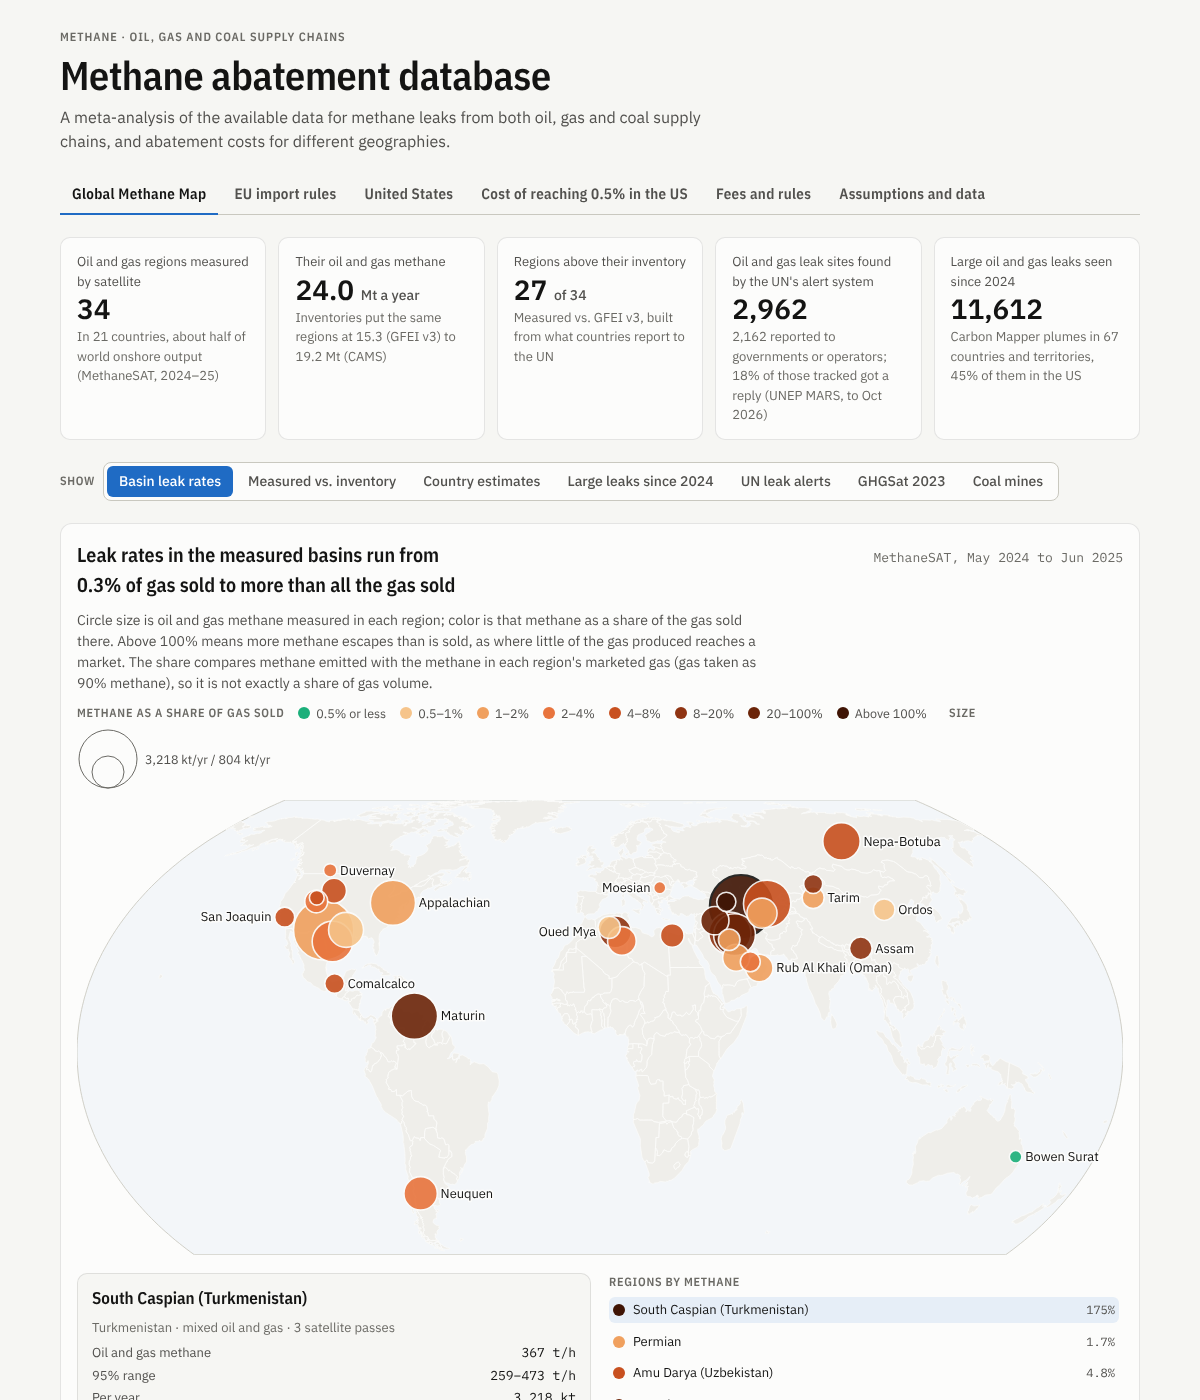 METHANE · OIL, GAS AND COAL SUPPLY CHAINS
Methane abatement database
A meta-analysis of the available data for methane leaks from both oil, gas and coal supply
chains, and abatement costs for different geographies.
Global Methane Map
EU import rules
United States
Cost of reaching 0.5% in the US
Fees and rules
Assumptions and data
Oil and gas regions measured
by satellite
34
In 21 countries, about half of
world onshore output
(MethaneSAT, 2024–25)
Their oil and gas methane
24.0 Mt a year
Inventories put the same
regions at 15.3 (GFEI v3) to
19.2 Mt (CAMS)
Regions above their inventory
27 of 34
Measured vs. GFEI v3, built
from what countries report to
the UN
Oil and gas leak sites found
by the UN's alert system
2,962
2,162 reported to
governments or operators;
18% of those tracked got a
reply (UNEP MARS, to Oct
2026)
Large oil and gas leaks seen
since 2024
11,612
Carbon Mapper plumes in 67
countries and territories,
45% of them in the US
SHOW
Basin leak rates
Measured vs. inventory
Country estimates
Large leaks since 2024
UN leak alerts
GHGSat 2023
Coal mines
Leak rates in the measured basins run from
0.3% of gas sold to more than all the gas sold
MethaneSAT, May 2024 to Jun 2025
Circle size is oil and gas methane measured in each region; color is that methane as a share of the gas sold
there. Above 100% means more methane escapes than is sold, as where little of the gas produced reaches a
market. The share compares methane emitted with the methane in each region's marketed gas (gas taken as
90% methane), so it is not exactly a share of gas volume.
METHANE AS A SHARE OF GAS SOLD
0.5% or less
0.5–1%
1–2%
2–4%
4–8%
8–20%
20–100%
Above 100%
SIZE
3,218 kt/yr / 804 kt/yr
Nepa-Botuba
Duvernay
Moesian
Tarim
Appalachian
Ordos
San Joaquin
Oued Mya
Assam
Rub Al Khali (Oman)
Comalcalco
Maturin
Bowen Surat
Neuquen
South Caspian (Turkmenistan)
Turkmenistan · mixed oil and gas · 3 satellite passes
Oil and gas methane 367 t/h
95% range 259–473 t/h
Per year 3,218 kt
REGIONS BY METHANE
South Caspian (Turkmenistan) 175%
Permian 1.7%
Amu Darya (Uzbekistan) 4.8%